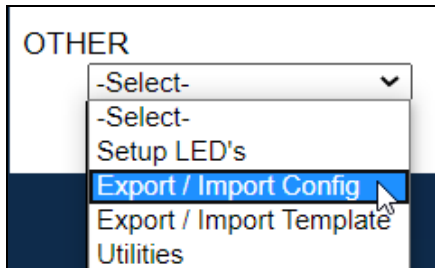 OTHER
-Select-
-Select-
Setup LED's
Export / Import Config
Export / Import Template
Utilities